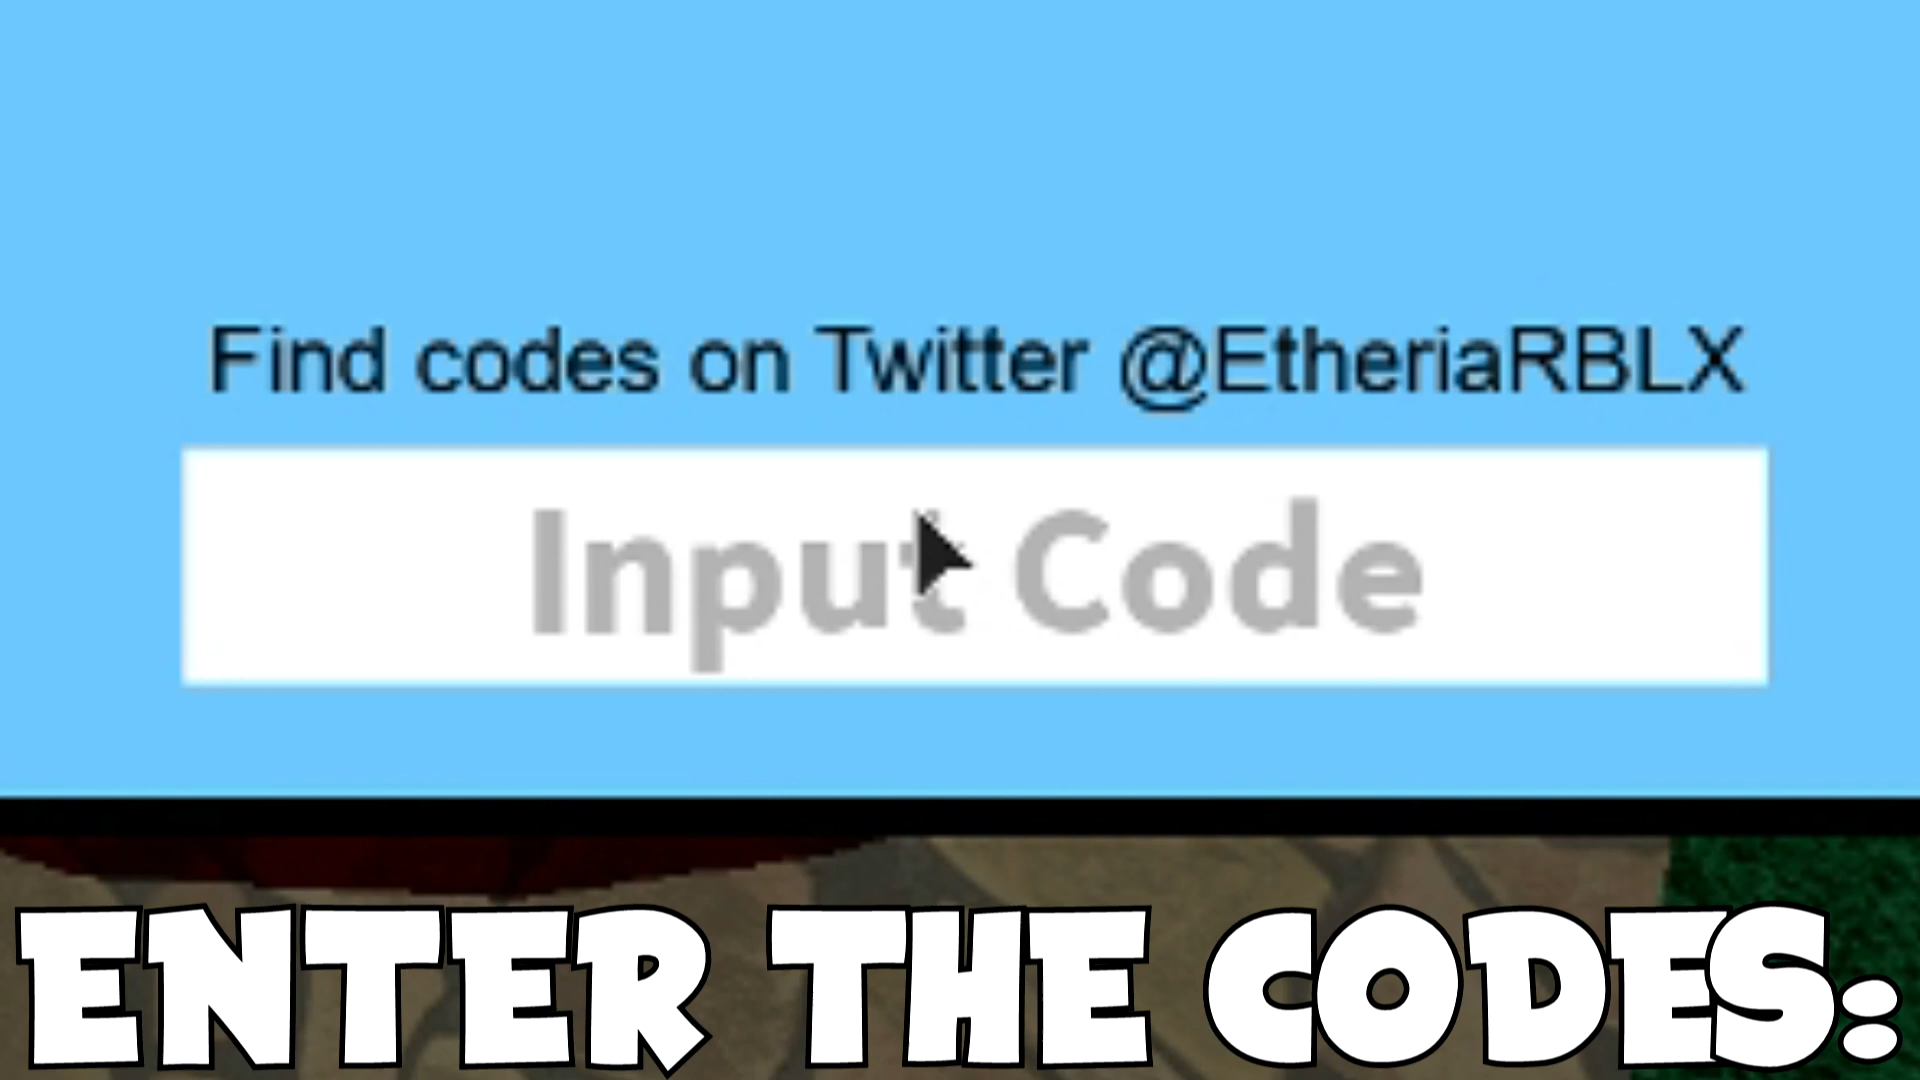 Find codes on Twitter @EtheriaRBLX
Input Code
ENTER THE CODES: